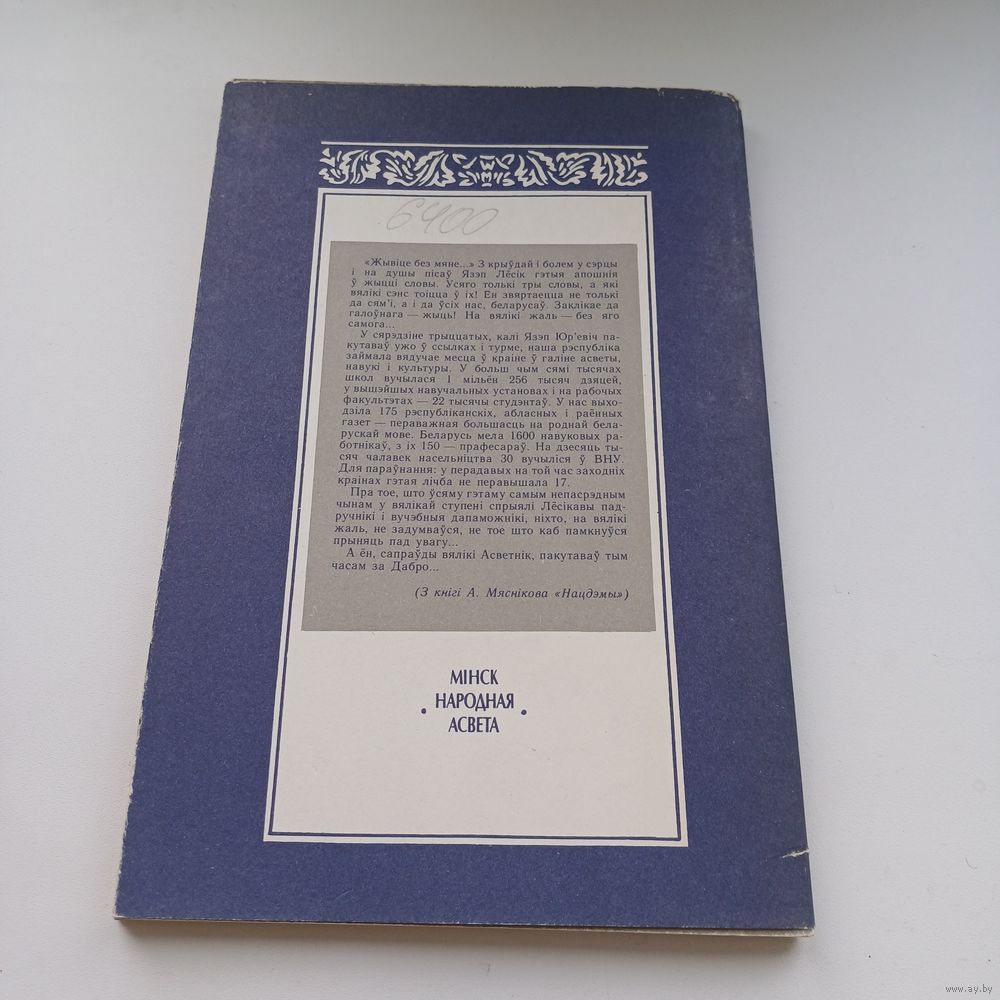 6400
«Жывіце без мяне...» З крыўдай і болем у сэрцы
і на душы пісаў Язэп Лёсік гэтыя апошнія
ў жыцці словы. Усяго толькі тры словы, а які
вялікі сэнс тоіцца ў іх! Ён звяртаецца не толькі
да сям'і, а і да ўсіх нас, беларусаў. Заклікае да
галоўнага — жыць! На вялікі жаль — без яго
самога...
У сярэдзіне трыццатых, калі Язэп Юр'евіч па-
кутаваў ужо ў ссылках і турме, наша рэспубліка
займала вядучае месца ў краіне ў галіне асветы,
навукі і культуры. У больш чым сямі тысячах
школ вучылася 1 мільён 256 тысяч дзяцей,
у вышэйшых навучальных установах і на рабочых
факультэтах — 22 тысячы студэнтаў. У нас выхо-
дзіла 175 рэспубліканскіх, абласных і раённых
газет — пераважная большасць на роднай бела-
рускай мове. Беларусь мела 1600 навуковых ра-
ботнікаў, з іх 150 — прафесараў. На дзесяць ты-
сяч чалавек насельніцтва 30 вучыліся ў ВНУ.
Для параўнання: у перадавых на той час заходніх
краінах гэтая лічба не перавышала 17.
Пра тое, што ўсяму гэтаму самым непасрэдным
чынам у вялікай ступені спрыялі Лёсікавы пад-
ручнікі і вучэбныя дапаможнікі, ніхто, на вялікі
жаль, не задумваўся, не тое што каб памкнуўся
прыняць пад увагу...
А ён, сапраўды вялікі Асветнік, пакутаваў тым
часам за Дабро...
(З кнігі А. Мяснікова «Нацдэмы»)
МІНСК
· НАРОДНАЯ ·
АСВЕТА
www.ay.by